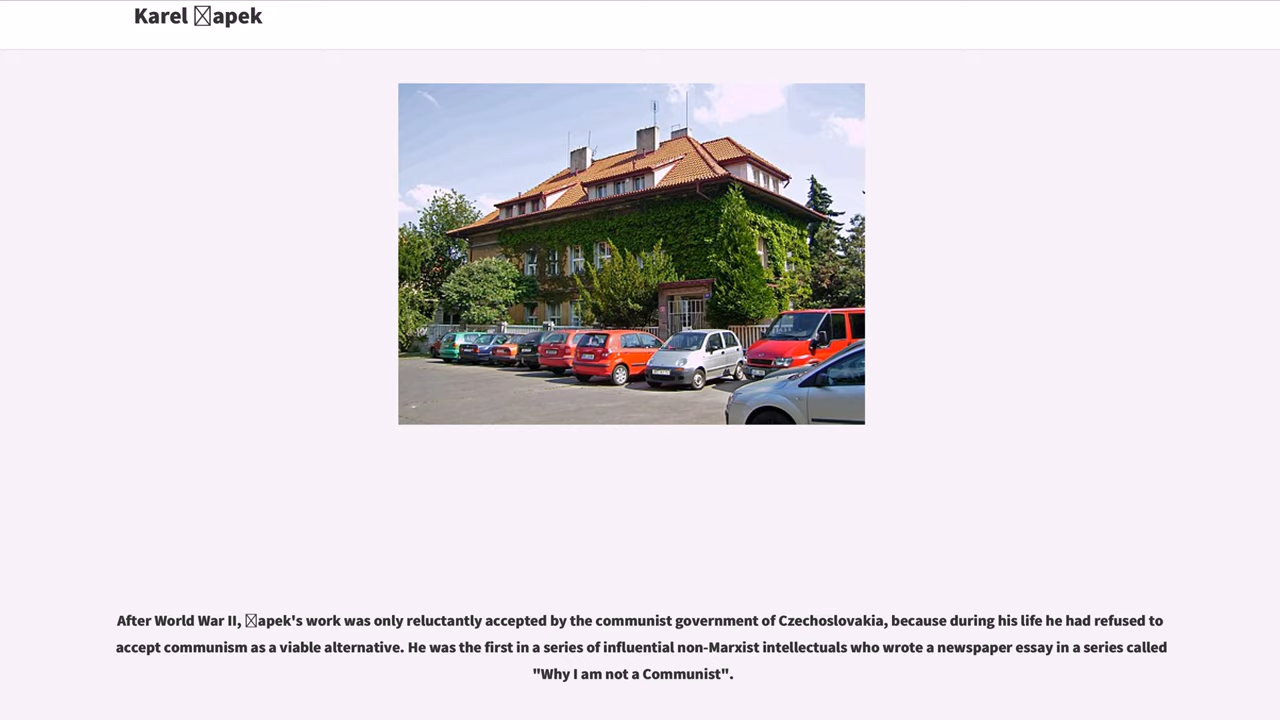 Karel ☒apek
After World War II, ☒apek's work was only reluctantly accepted by the communist government of Czechoslovakia, because during his life he had refused to
accept communism as a viable alternative. He was the first in a series of influential non-Marxist intellectuals who wrote a newspaper essay in a series called
"Why I am not a Communist".